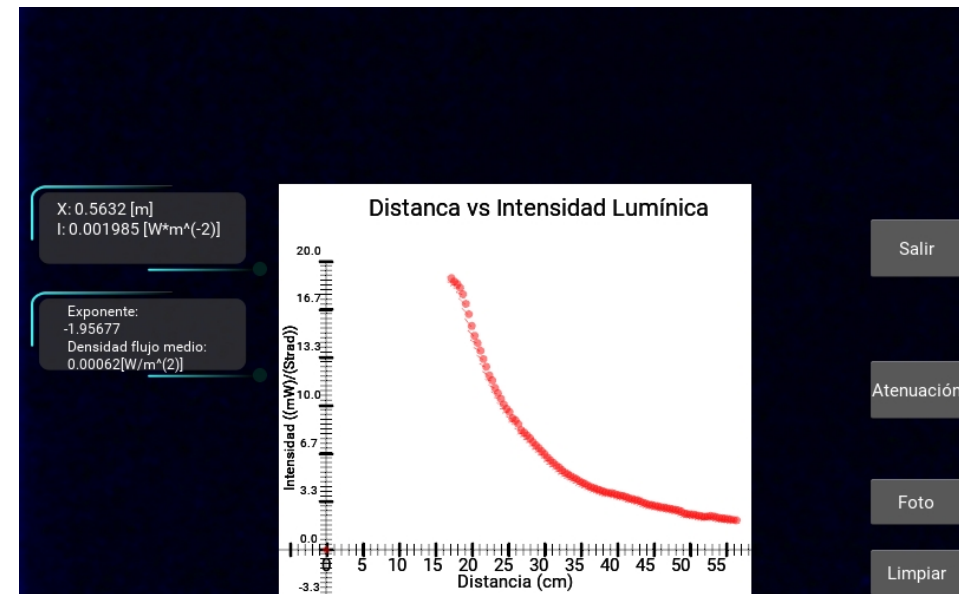 X: 0.5632 [m]
I: 0.001985 [W*m^(-2)]
Exponente:
-1.95677
Densidad flujo medio:
0.00062[W/m^(2)]
Distanca vs Intensidad Lumínica
20.0
16.7
13.3
10.0
6.7
3.3
0.0
-3.3
Intensidad ((mW)/(Strad))
0 5 10 15 20 25 30 35 40 45 50 55
Distancia (cm)
Salir
Atenuación
Foto
Limpiar